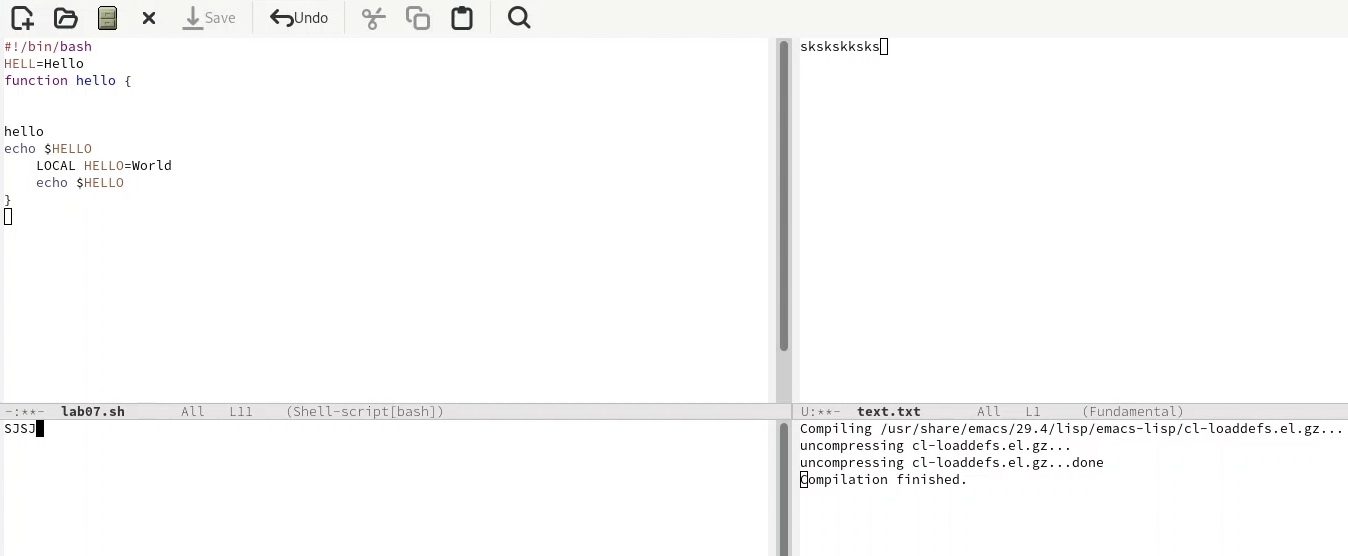 Save Undo
#!/bin/bash
HELL=Hello
function hello {
hello
echo $HELLO
LOCAL HELLO=World
echo $HELLO
}
-:**- lab07.sh All L11 (Shell-script[bash])
SJSJ
skskskksks
U:**- text.txt All L1 (Fundamental)
Compiling /usr/share/emacs/29.4/lisp/emacs-lisp/cl-loaddefs.el.gz...
uncompressing cl-loaddefs.el.gz...
uncompressing cl-loaddefs.el.gz...done
Compilation finished.